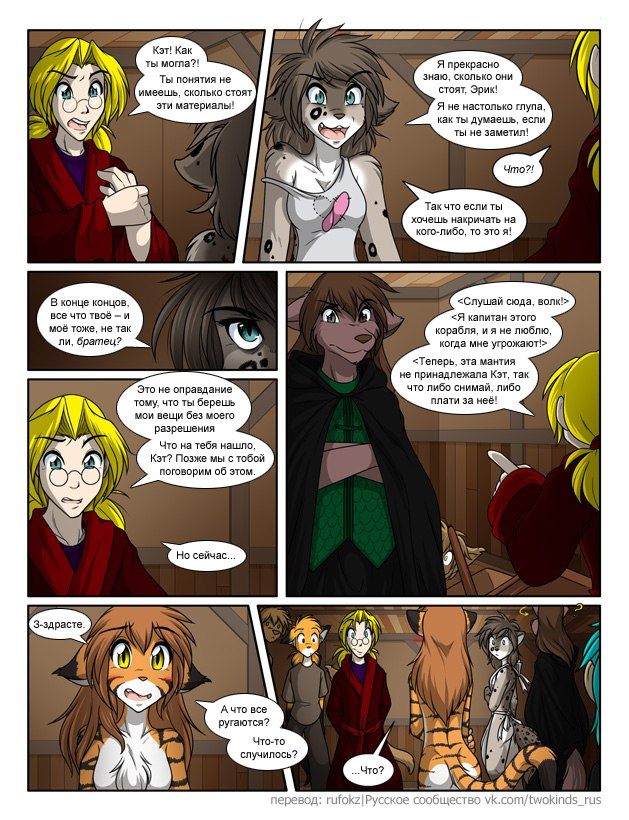 Кэт! Как
ты могла?!
Ты понятия не
имеешь, сколько стоят
эти материалы!
Я прекрасно
знаю, сколько они
стоят, Эрик!
Я не настолько глупа,
как ты думаешь, если
ты не заметил!
Что?!
Так что если ты
хочешь накричать на
кого-либо, то это я!
В конце концов,
все что твоё – и
моё тоже, не так
ли, братец?
<Слушай сюда, волк!>
<Я капитан этого
корабля, и я не люблю,
когда мне угрожают!>
<Теперь, эта мантия
не принадлежала Кэт, так
что либо снимай, либо
плати за неё!
Это не оправдание
тому, что ты берешь
мои вещи без моего
разрешения
Что на тебя нашло,
Кэт? Позже мы с тобой
поговорим об этом.
Но сейчас...
З-здрасте.
А что все
ругаются?
Что-то
случилось?
...Что?
? ?
перевод: rufokz|Русское сообщество vk.com/twokinds_rus